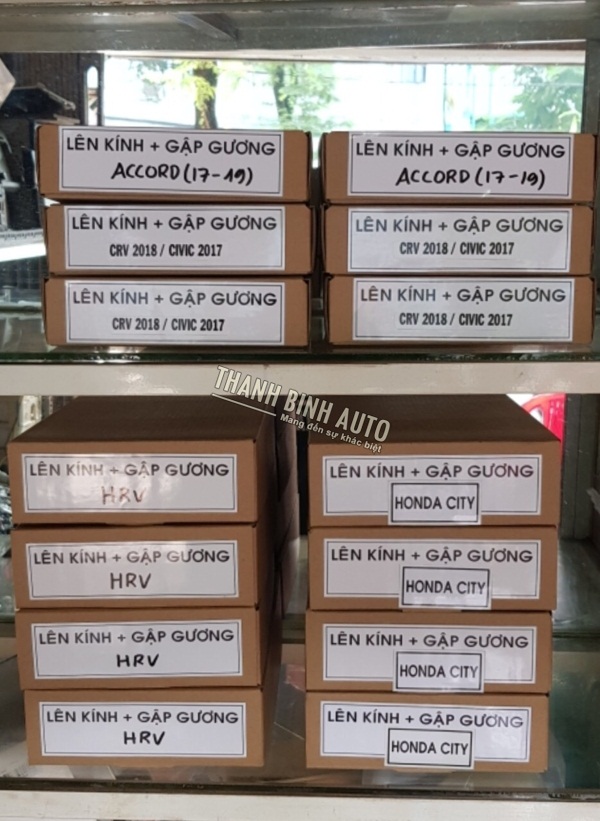 LÊN KÍNH + GẬP GƯƠNG
ACCORD (17-19)
LÊN KÍNH + GẬP GƯƠNG
CRV 2018 / CIVIC 2017
LÊN KÍNH + GẬP GƯƠNG
CRV 2018 / CIVIC 2017
LÊN KÍNH + GẬP GƯƠNG
ACCORD (17-19)
LÊN KÍNH + GẬP GƯƠNG
CRV 2018 / CIVIC 2017
LÊN KÍNH + GẬP GƯƠNG
CRV 2018 / CIVIC 2017
THANH BÌNH AUTO
Mang đến sự khác biệt
LÊN KÍNH + GẬP GƯƠNG
HRV
LÊN KÍNH + GẬP GƯƠNG
HRV
LÊN KÍNH + GẬP GƯƠNG
HRV
LÊN KÍNH + GẬP GƯƠNG
HRV
LÊN KÍNH + GẬP GƯƠNG
HONDA CITY
LÊN KÍNH + GẬP GƯƠNG
HONDA CITY
LÊN KÍNH + GẬP GƯƠNG
HONDA CITY
LÊN KÍNH + GẬP GƯƠNG
HONDA CITY